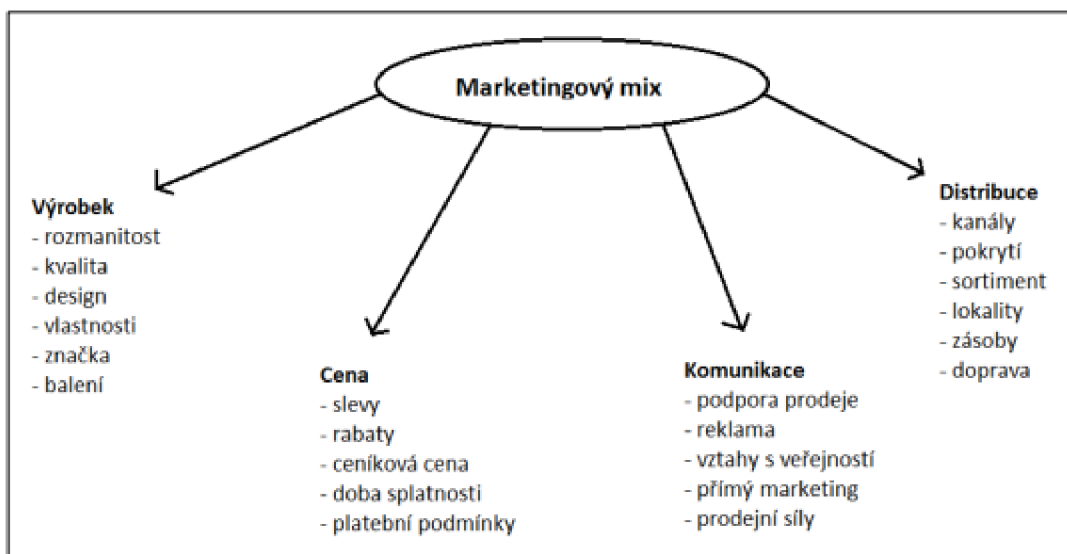 Marketingový mix
Výrobek
- rozmanitost
- kvalita
- design
- vlastnosti
- značka
- balení
Cena
- slevy
- rabaty
- ceníková cena
- doba splatnosti
- platební podmínky
Komunikace
- podpora prodeje
- reklama
- vztahy s veřejností
- přímý marketing
- prodejní síly
Distribuce
- kanály
- pokrytí
- sortiment
- lokality
- zásoby
- doprava